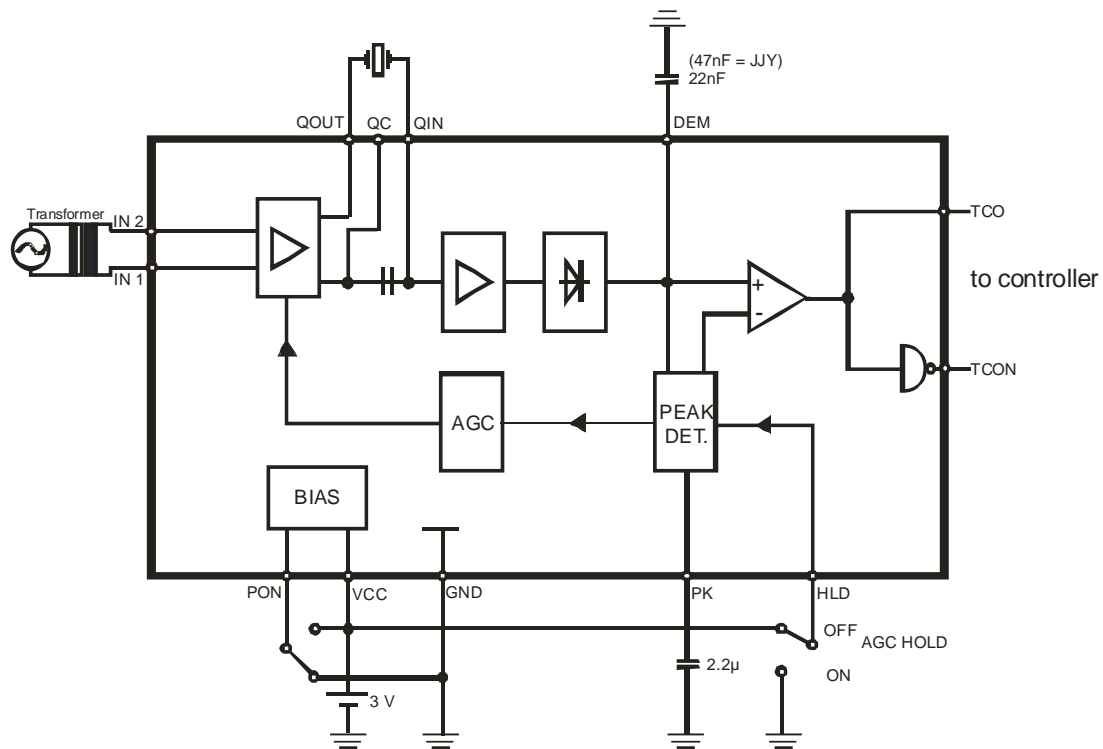 (47nF = JJY)
22nF
QOUT QC QIN
DEM
Transformer
IN 2
TCO
IN 1
+
-
to controller
TCON
AGC
PEAK
DET.
BIAS
PON
VCC
GND
PK
HLD
OFF
AGC HOLD
2.2µ
ON
3 V